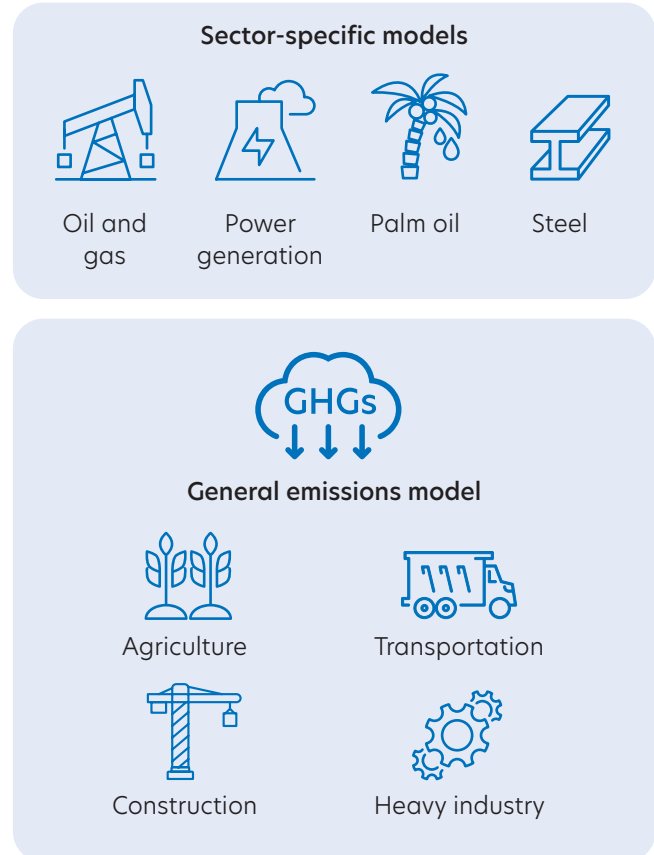 Sector-specific models
Oil and
gas
Power
generation
Palm oil
Steel
GHGs
General emissions model
Agriculture
Transportation
Construction
Heavy industry